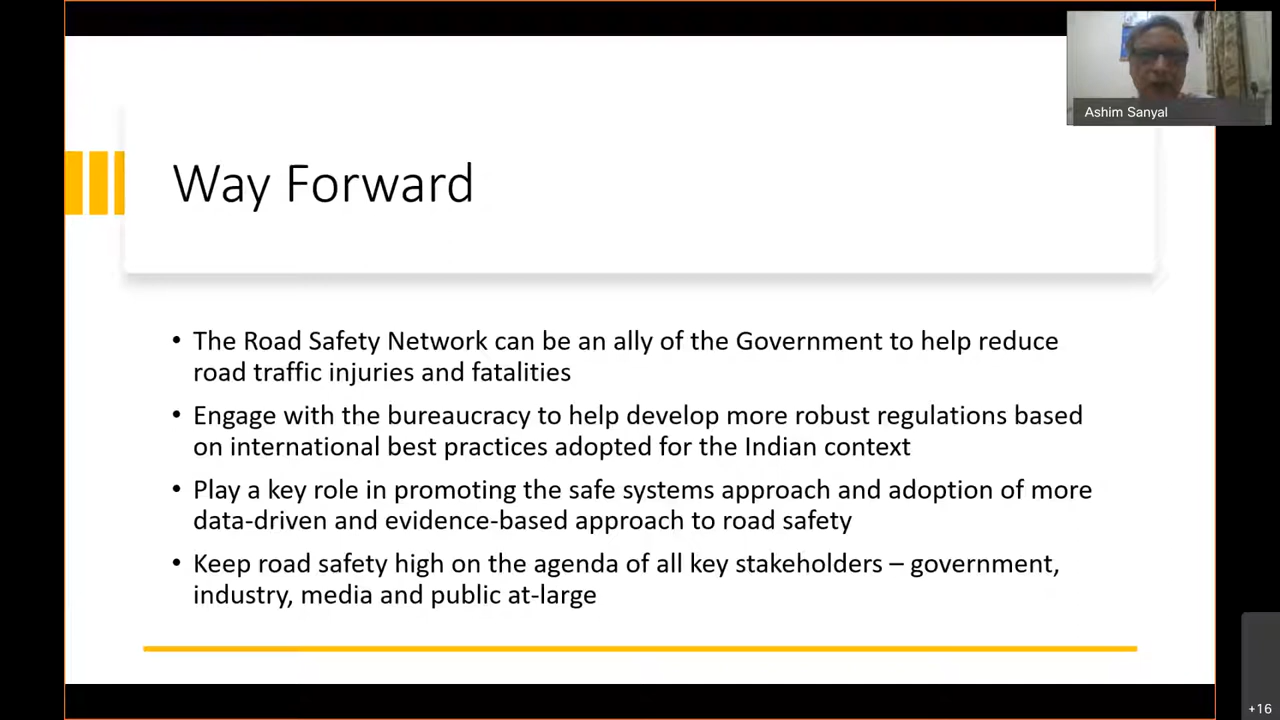 Ashim Sanyal
Way Forward
• The Road Safety Network can be an ally of the Government to help reduce
road traffic injuries and fatalities
• Engage with the bureaucracy to help develop more robust regulations based
on international best practices adopted for the Indian context
• Play a key role in promoting the safe systems approach and adoption of more
data-driven and evidence-based approach to road safety
• Keep road safety high on the agenda of all key stakeholders – government,
industry, media and public at-large
+16